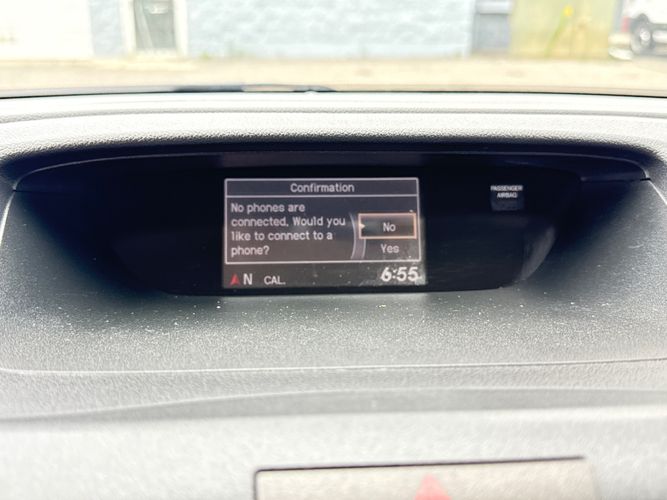 Confirmation
No phones are
connected. Would you
like to connect to a
phone?
No
Yes
N CAL. 6:55
PASSENGER
AIRBAG